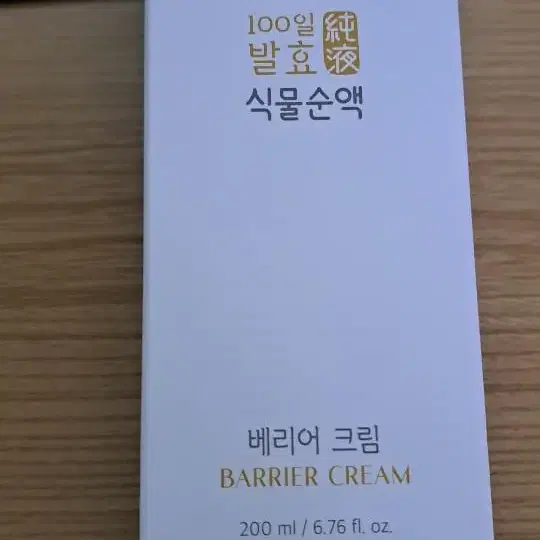 100일
발효 純液
식물순액
베리어 크림
BARRIER CREAM
200 ml / 6.76 fl. oz.